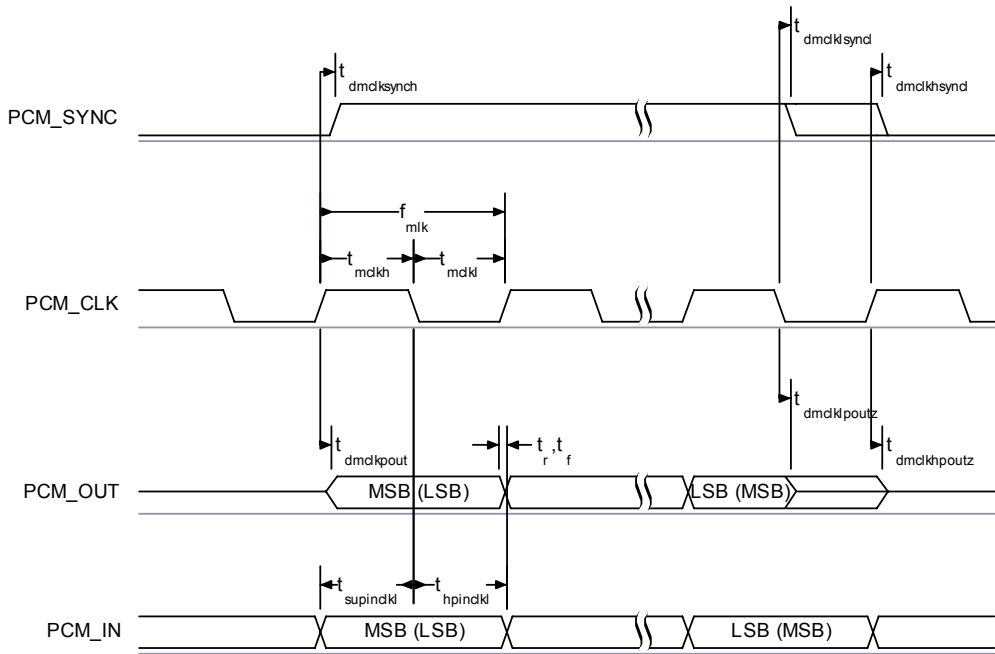 t dmclklsyncl
t dmclksynch
t dmclkhsyncl
PCM_SYNC
f mlk
t mclkh
t mclkl
PCM_CLK
t dmclklpoutz
t dmclkpout
t r ,t f
t dmclkhpoutz
PCM_OUT
MSB (LSB)
LSB (MSB)
t supinclkl
t hpinclkl
PCM_IN
MSB (LSB)
LSB (MSB)